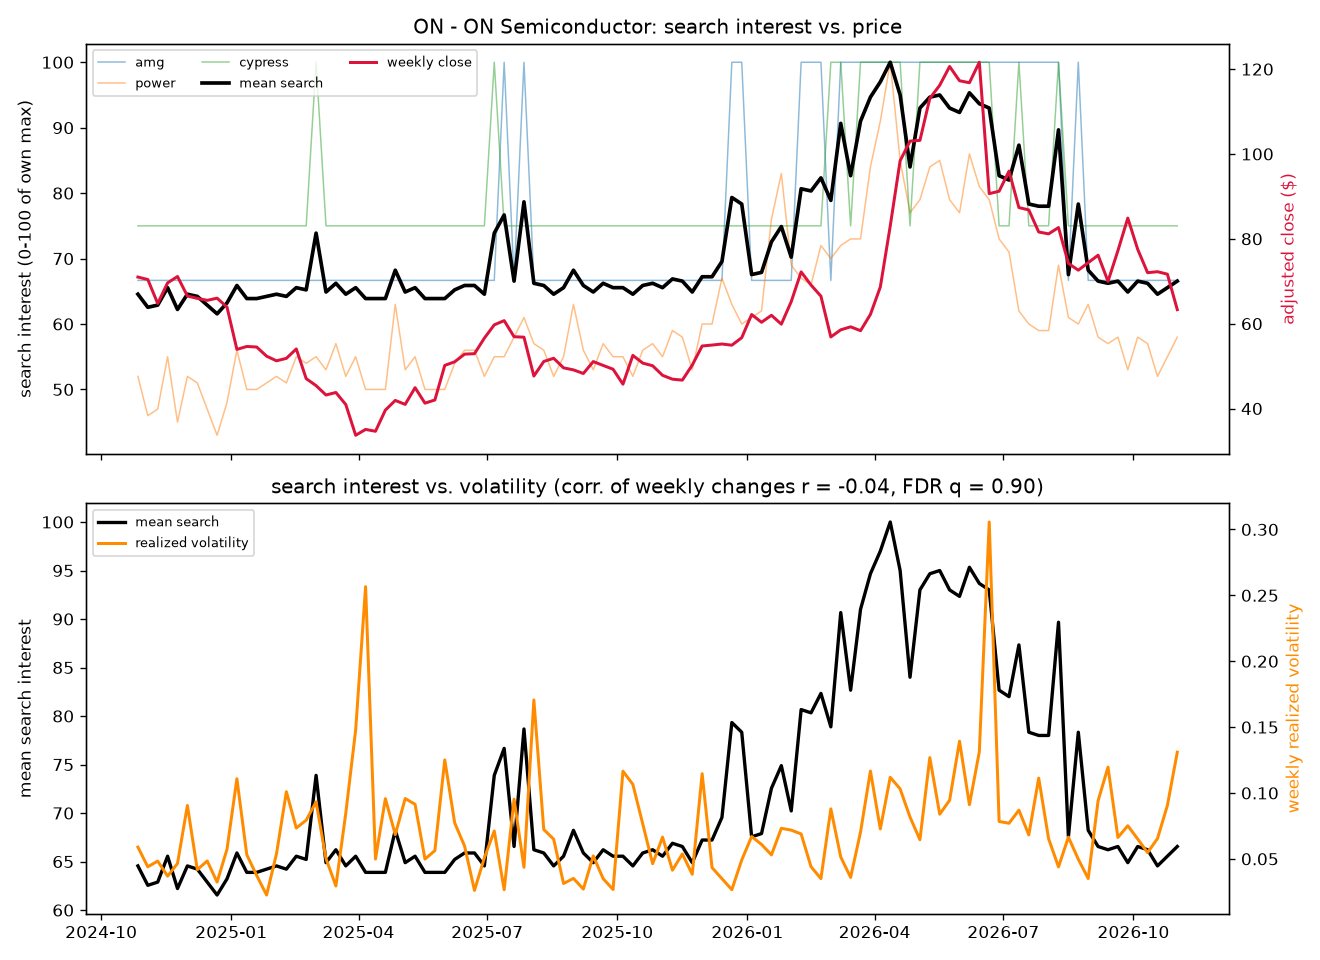 ON - ON Semiconductor: search interest vs. price
amg
power
cypress
mean search
weekly close
search interest (0-100 of own max)
100
90
80
70
60
50
120
100
80
60
40
adjusted close ($)
search interest vs. volatility (corr. of weekly changes r = -0.04, FDR q = 0.90)
mean search
realized volatility
mean search interest
100
95
90
85
80
75
70
65
60
0.30
0.25
0.20
0.15
0.10
0.05
weekly realized volatility
2024-10
2025-01
2025-04
2025-07
2025-10
2026-01
2026-04
2026-07
2026-10